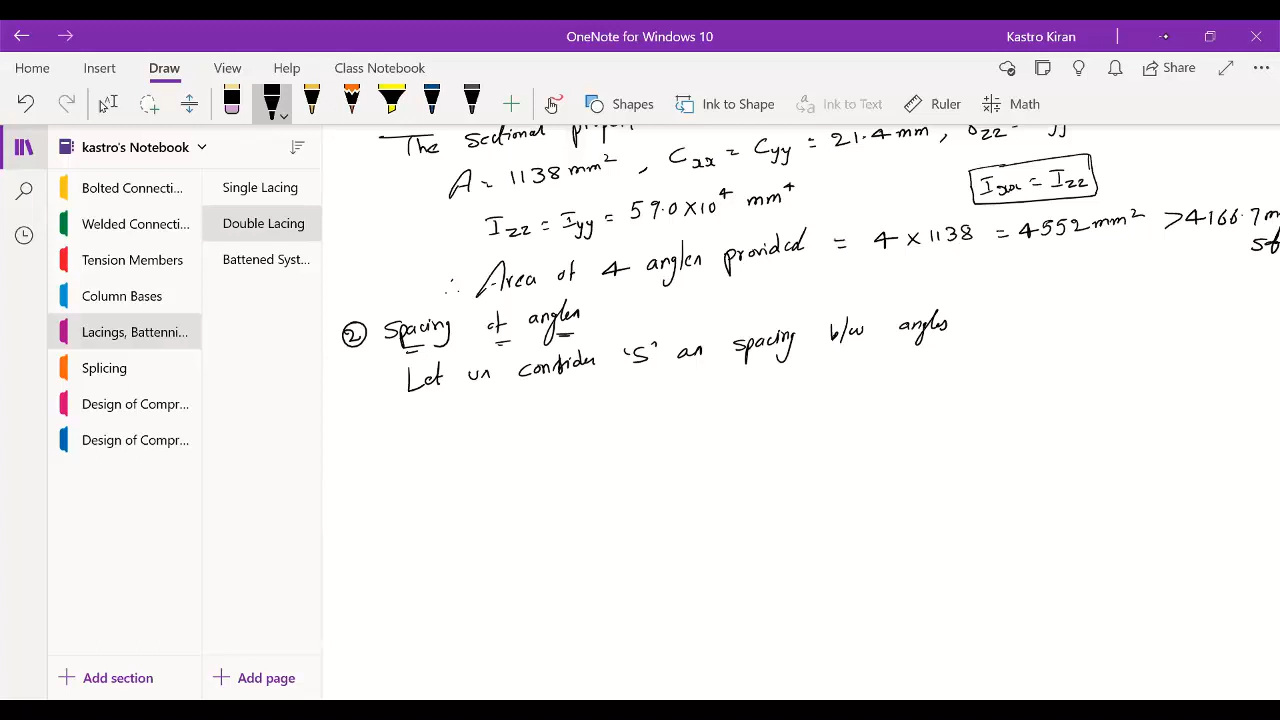 OneNote for Windows 10
Kastro Kiran
Home Insert Draw View Help Class Notebook
Share
Shapes Ink to Shape Ink to Text Ruler Math
kastro's Notebook
Bolted Connecti...
Welded Connecti...
Tension Members
Column Bases
Lacings, Battenni...
Splicing
Design of Compr...
Design of Compr...
Add section
Single Lacing
Double Lacing
Battened Syst...
Add page
The sectional
A = 1138 mm², Cxx = Cyy = 21.4 mm,
Izz = Iyy = 59.0 × 10⁴ mm⁴
Ixx = Izz
∴ Area of 4 angles provided = 4 × 1138 = 4552 mm² > 4166.7
② Spacing of angles
Let us consider 'S' as spacing b/w angles